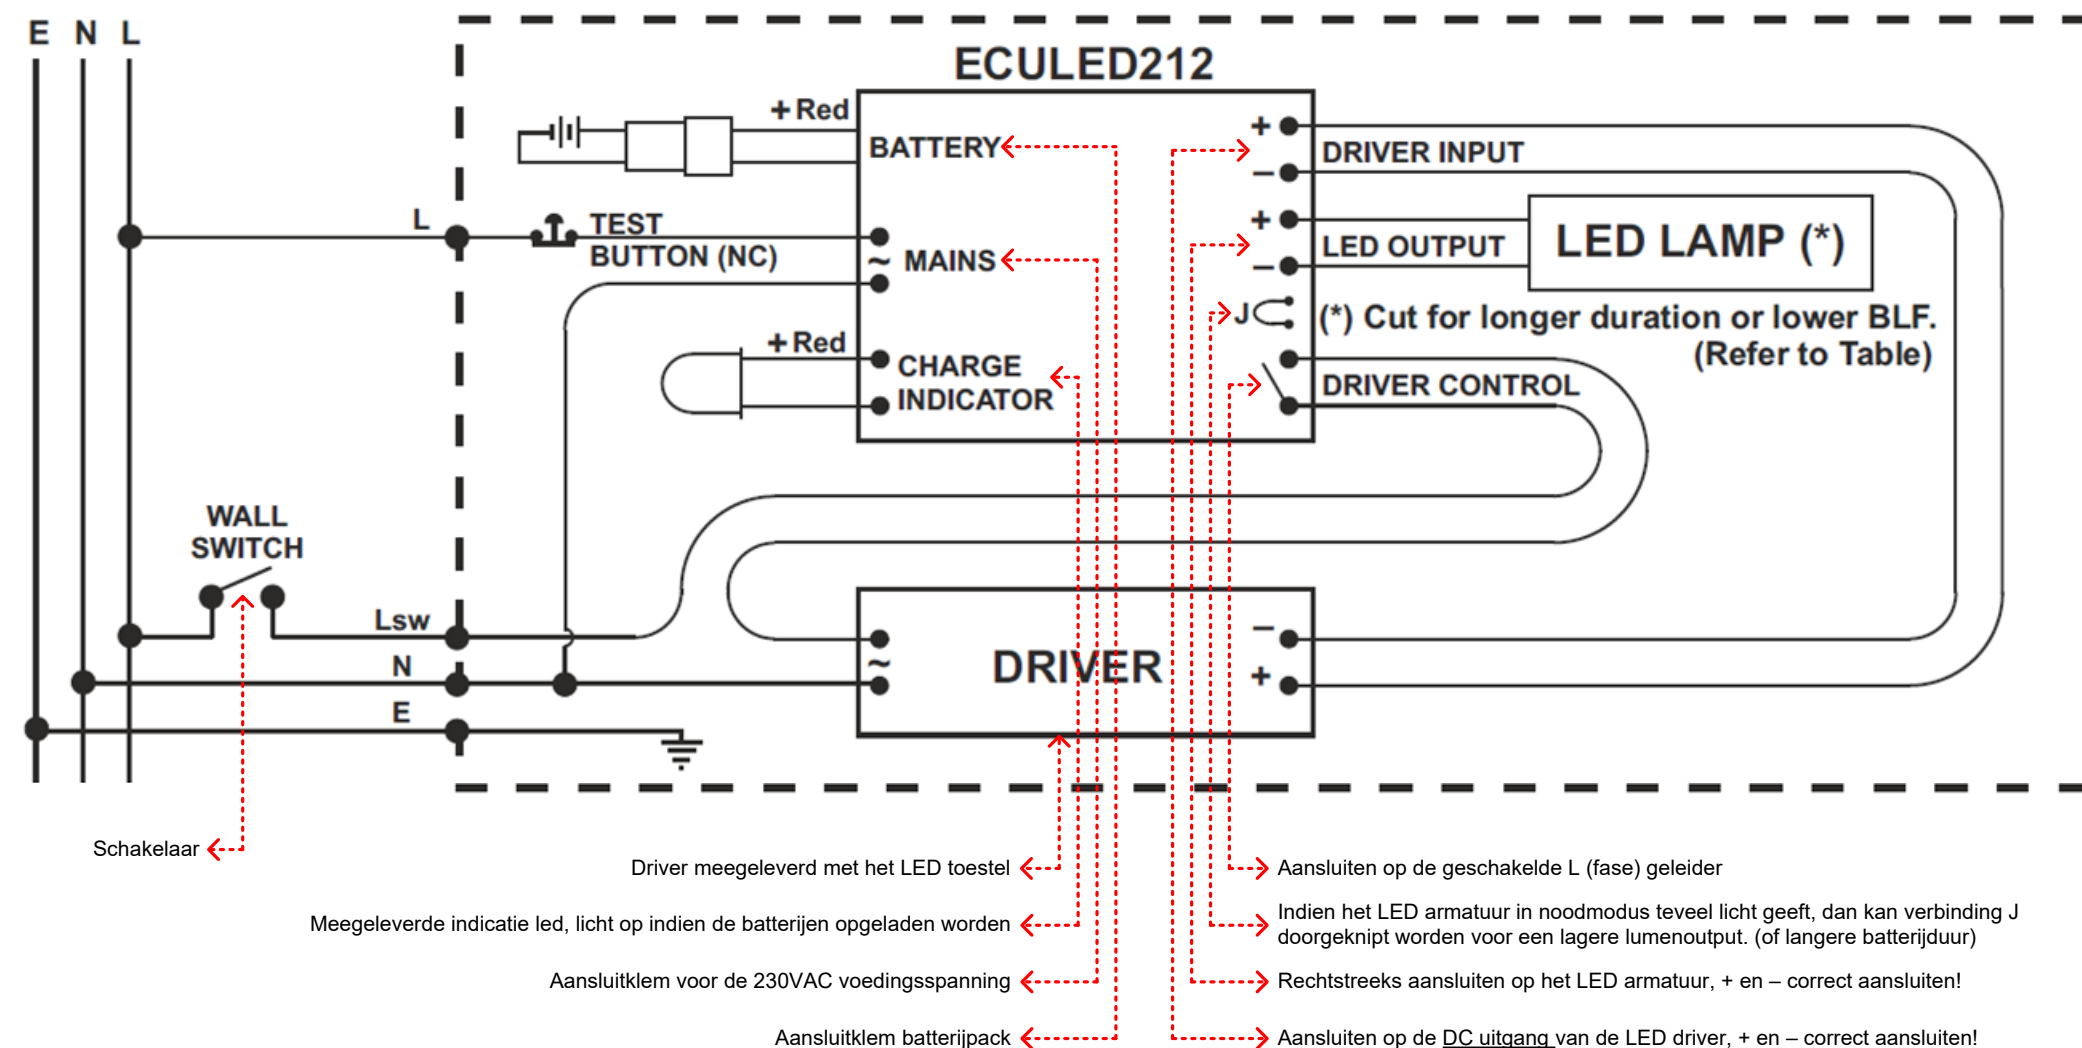 E N L
ECULED212
+ Red
BATTERY
+
DRIVER INPUT
–
L
TEST
BUTTON (NC)
~ MAINS
+
LED OUTPUT
–
LED LAMP (*)
J
(*) Cut for longer duration or lower BLF.
(Refer to Table)
+ Red
CHARGE
INDICATOR
DRIVER CONTROL
WALL
SWITCH
Lsw
N
E
~
DRIVER
–
+
Schakelaar
Driver meegeleverd met het LED toestel
Aansluiten op de geschakelde L (fase) geleider
Meegeleverde indicatie led, licht op indien de batterijen opgeladen worden
Indien het LED armatuur in noodmodus teveel licht geeft, dan kan verbinding J
doorgeknipt worden voor een lagere lumenoutput. (of langere batterijduur)
Aansluitklem voor de 230VAC voedingsspanning
Rechtstreeks aansluiten op het LED armatuur, + en – correct aansluiten!
Aansluitklem batterijpack
Aansluiten op de DC uitgang van de LED driver, + en – correct aansluiten!